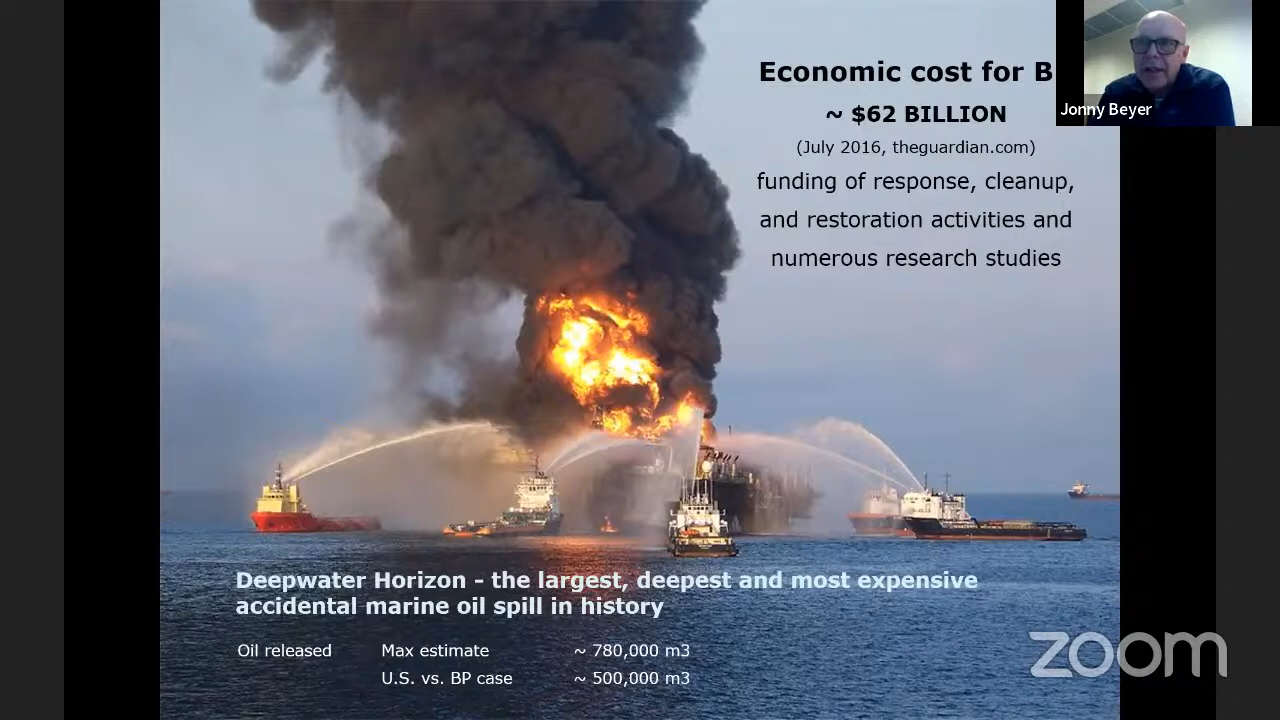 Economic cost for B
~ $62 BILLION
(July 2016, theguardian.com)
funding of response, cleanup,
and restoration activities and
numerous research studies
Jonny Beyer
Deepwater Horizon - the largest, deepest and most expensive
accidental marine oil spill in history
Oil released Max estimate ~ 780,000 m3
U.S. vs. BP case ~ 500,000 m3
zoom